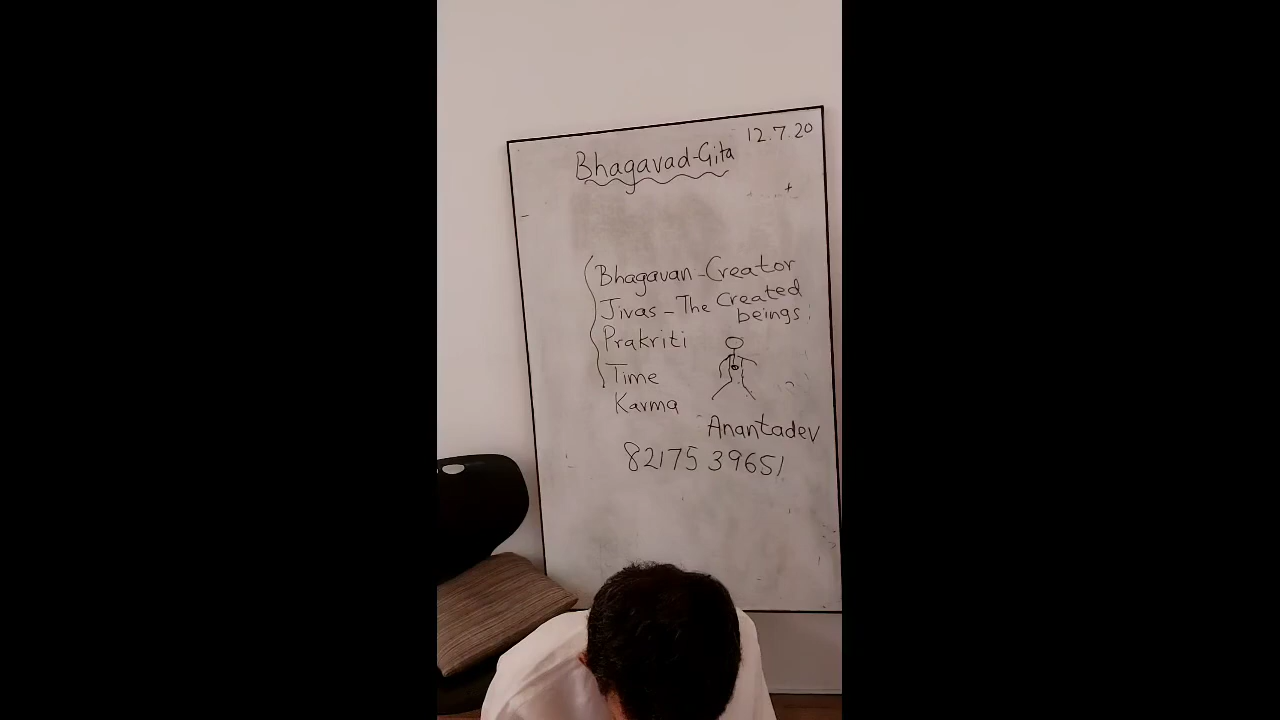 12.7.20
Bhagavad-Gita
Bhagavan - Creator
Jivas - The Created
beings
Prakriti
Time
Karma
Anantadev
82175 39651